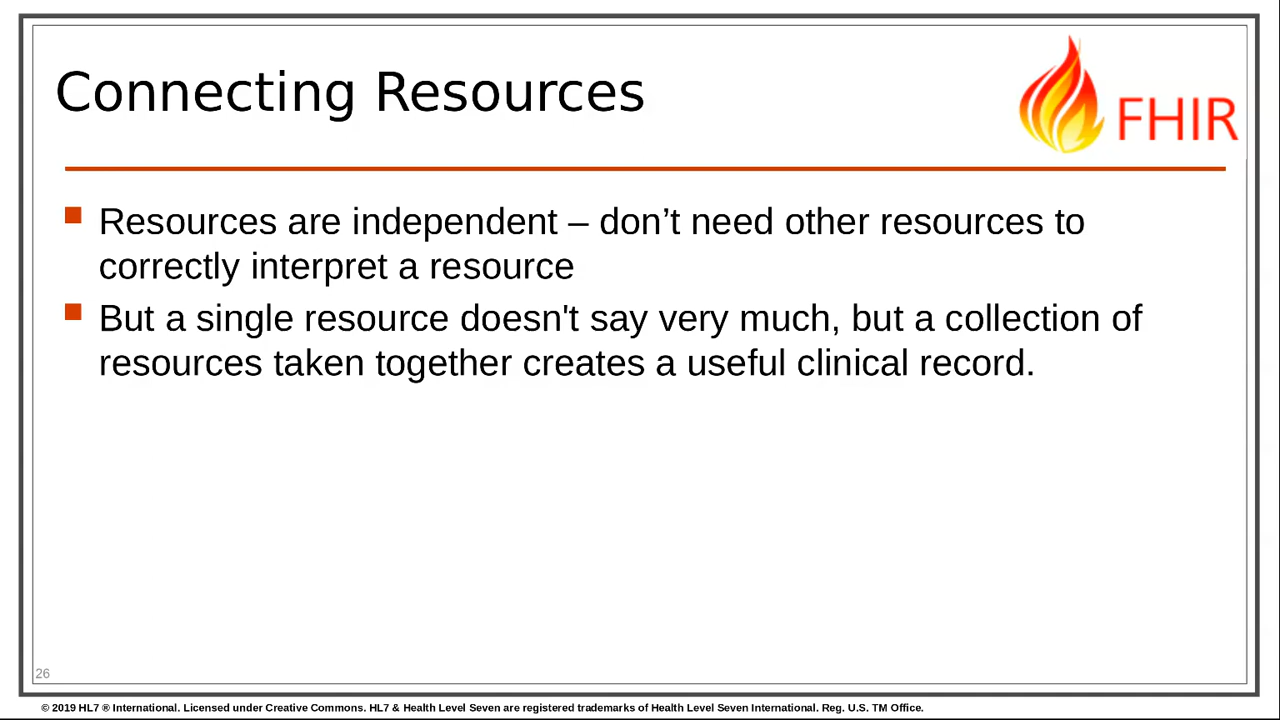 Connecting Resources
FHIR
Resources are independent – don’t need other resources to
correctly interpret a resource
But a single resource doesn't say very much, but a collection of
resources taken together creates a useful clinical record.
26
© 2019 HL7 ® International. Licensed under Creative Commons. HL7 & Health Level Seven are registered trademarks of Health Level Seven International. Reg. U.S. TM Office.